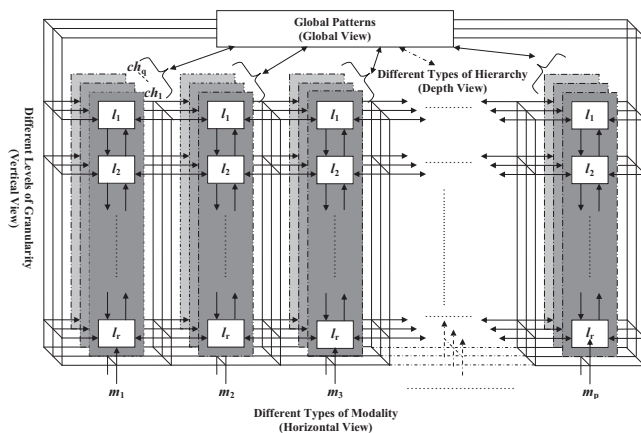 Global Patterns
(Global View)
ch_q
ch_1
Different Types of Hierarchy
(Depth View)
l_1 l_1 l_1 l_1
l_2 l_2 l_2 l_2
l_r l_r l_r l_r
Different Levels of Granularity
(Vertical View)
m_1 m_2 m_3 m_p
Different Types of Modality
(Horizontal View)